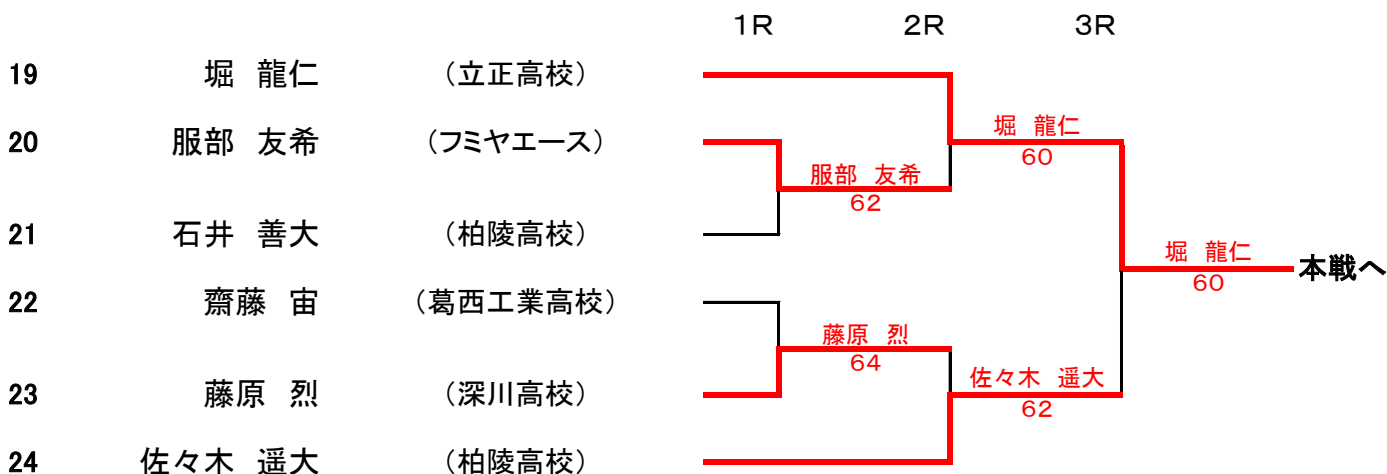 1R 2R 3R
19 堀 龍仁 (立正高校)
堀 龍仁
20 服部 友希 (フミヤエース)
60
服部 友希
62
21 石井 善大 (柏陵高校)
堀 龍仁
本戦へ
60
22 齋藤 宙 (葛西工業高校)
藤原 烈
64
佐々木 遥大
23 藤原 烈 (深川高校)
62
24 佐々木 遥大 (柏陵高校)